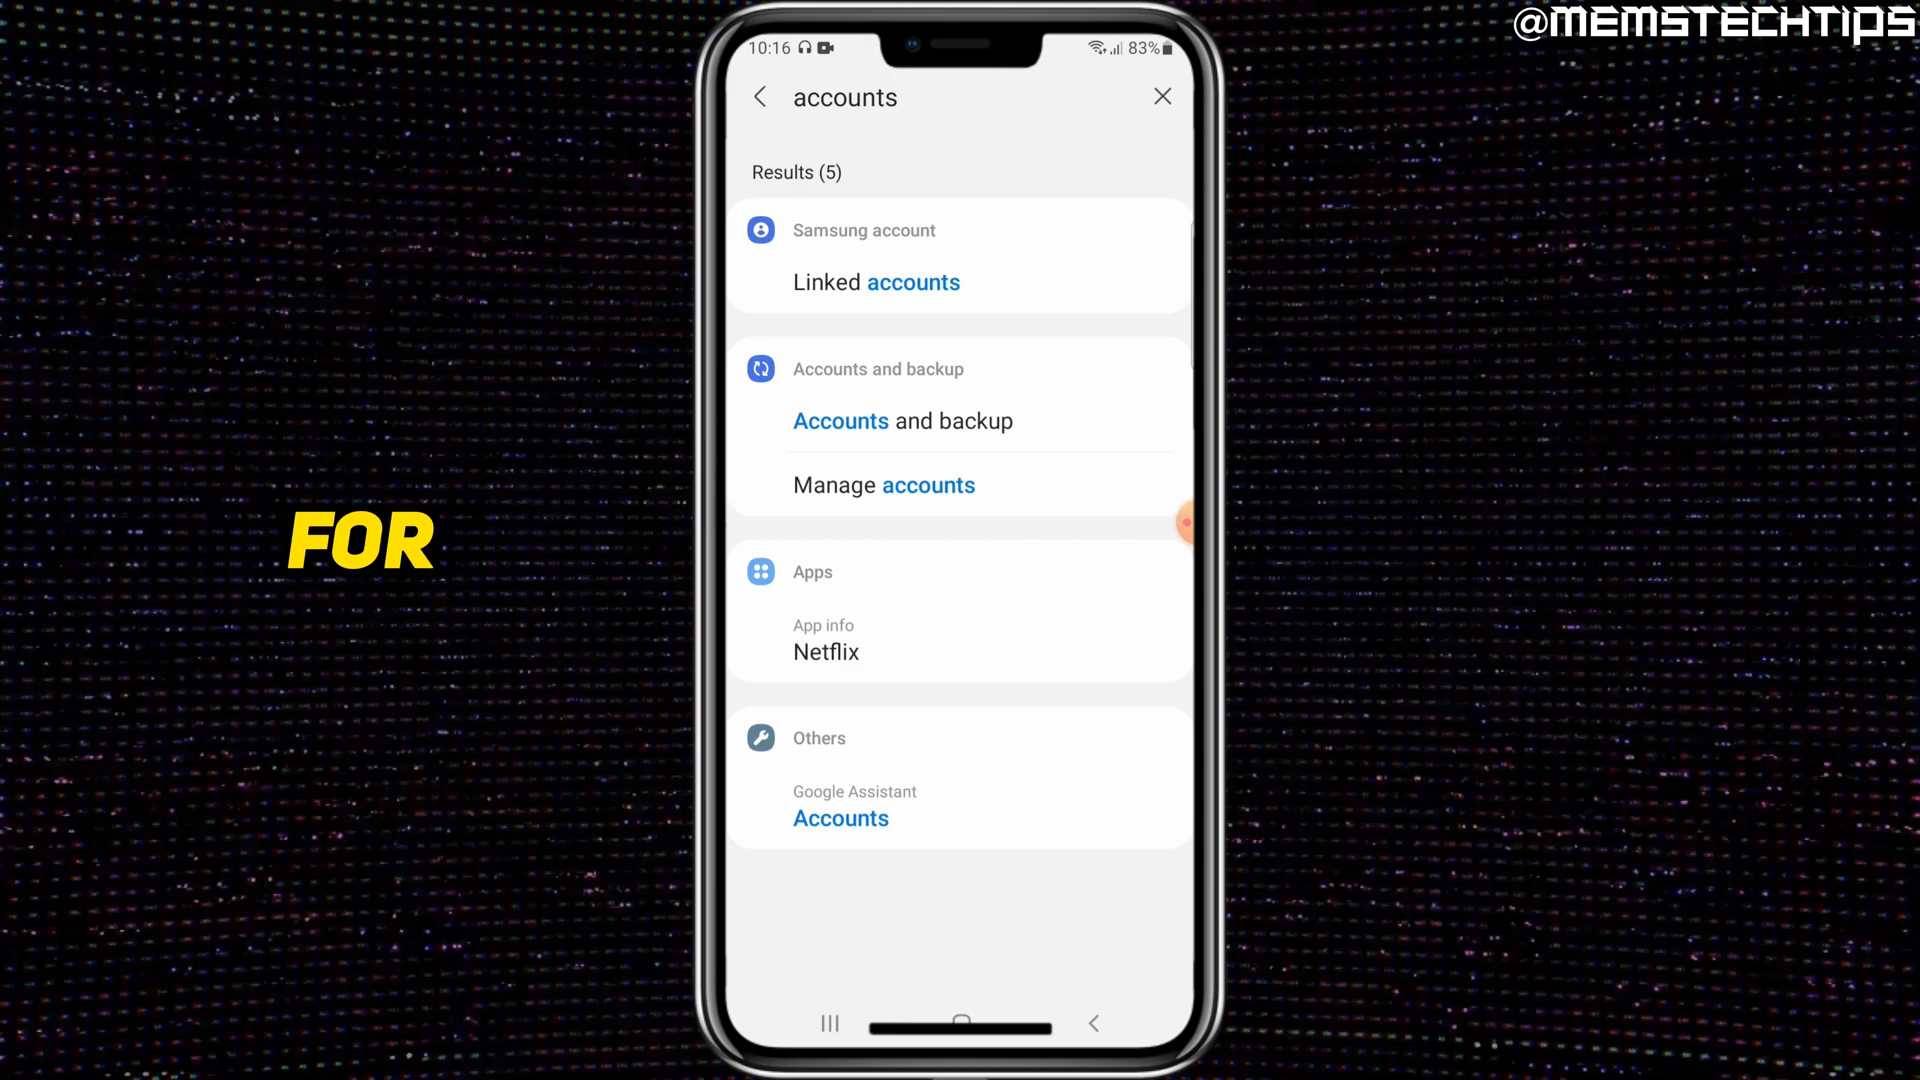 @MEMSTECHTIPS
10:16 83%
accounts
Results (5)
Samsung account
Linked accounts
Accounts and backup
Accounts and backup
Manage accounts
FOR
Apps
App info
Netflix
Others
Google Assistant
Accounts